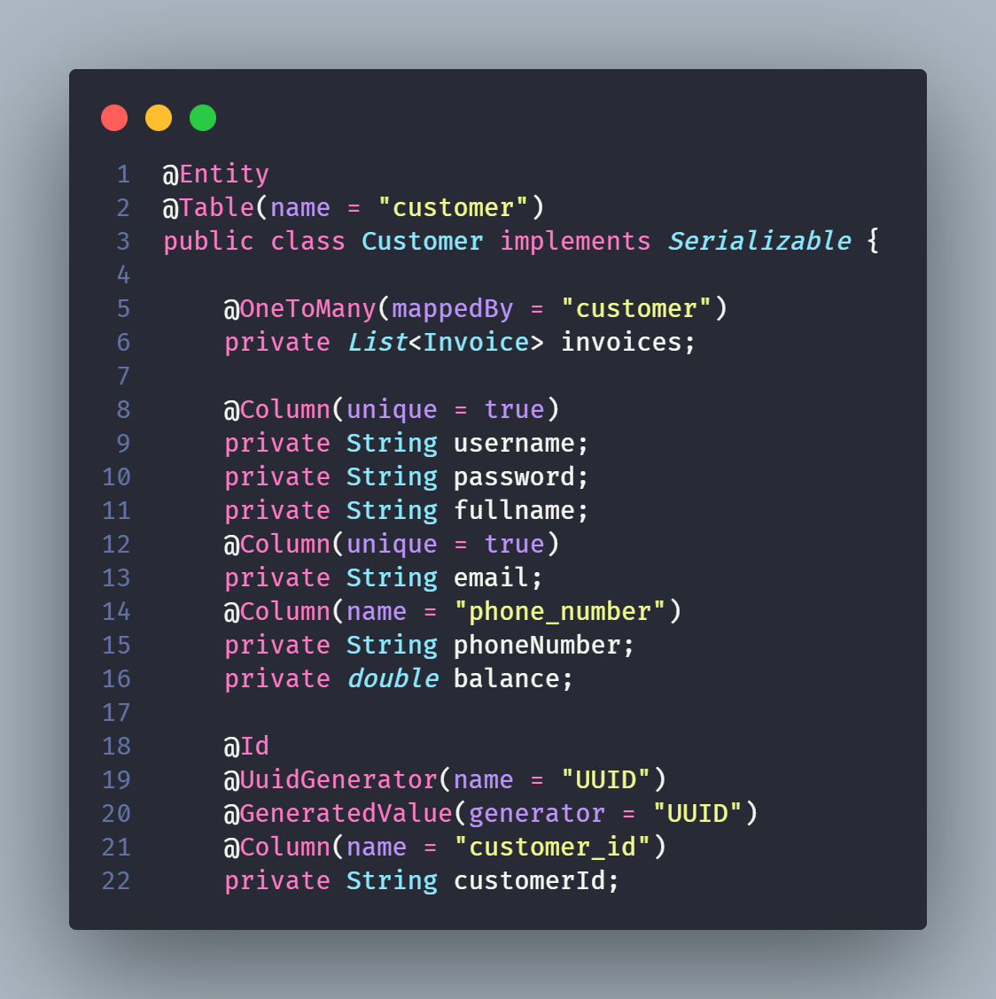 1 @Entity
2 @Table(name = "customer")
3 public class Customer implements Serializable {
4
5     @OneToMany(mappedBy = "customer")
6     private List<Invoice> invoices;
7
8     @Column(unique = true)
9     private String username;
10     private String password;
11     private String fullname;
12     @Column(unique = true)
13     private String email;
14     @Column(name = "phone_number")
15     private String phoneNumber;
16     private double balance;
17
18     @Id
19     @UuidGenerator(name = "UUID")
20     @GeneratedValue(generator = "UUID")
21     @Column(name = "customer_id")
22     private String customerId;